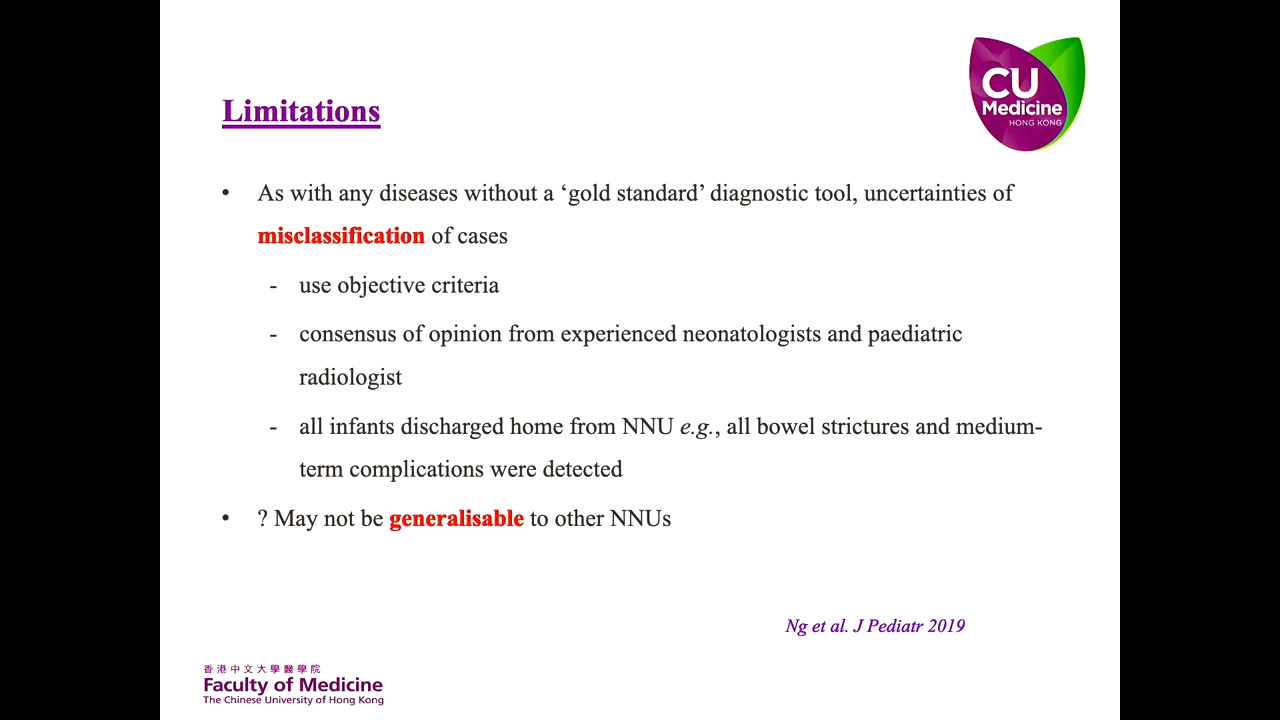 CU
Medicine
HONG KONG
Limitations
• As with any diseases without a ‘gold standard’ diagnostic tool, uncertainties of
misclassification of cases
- use objective criteria
- consensus of opinion from experienced neonatologists and paediatric
radiologist
- all infants discharged home from NNU e.g., all bowel strictures and medium-
term complications were detected
• ? May not be generalisable to other NNUs
Ng et al. J Pediatr 2019
香港中文大學醫學院
Faculty of Medicine
The Chinese University of Hong Kong